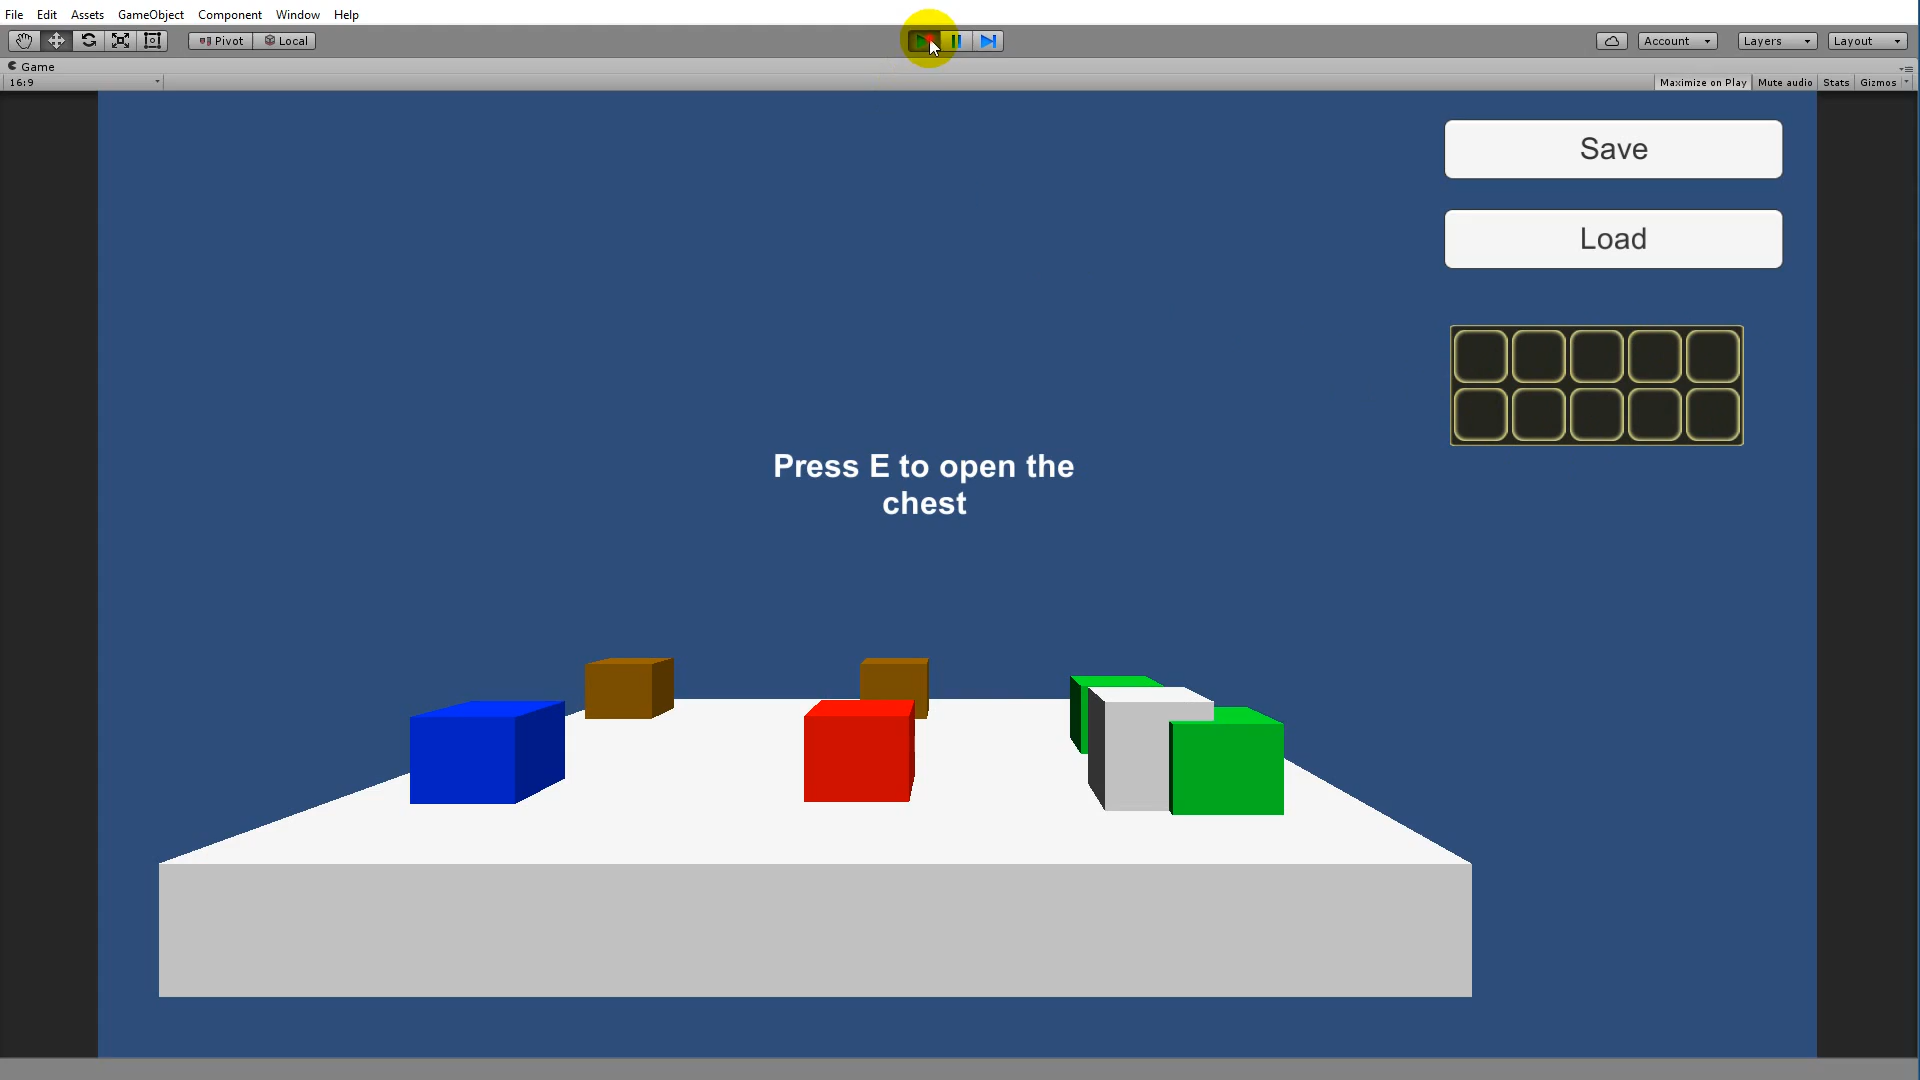 File Edit Assets GameObject Component Window Help
Pivot Local Account Layers Layout
Game
16:9 Maximize on Play Mute audio Stats Gizmos
Save
Load
Press E to open the
chest